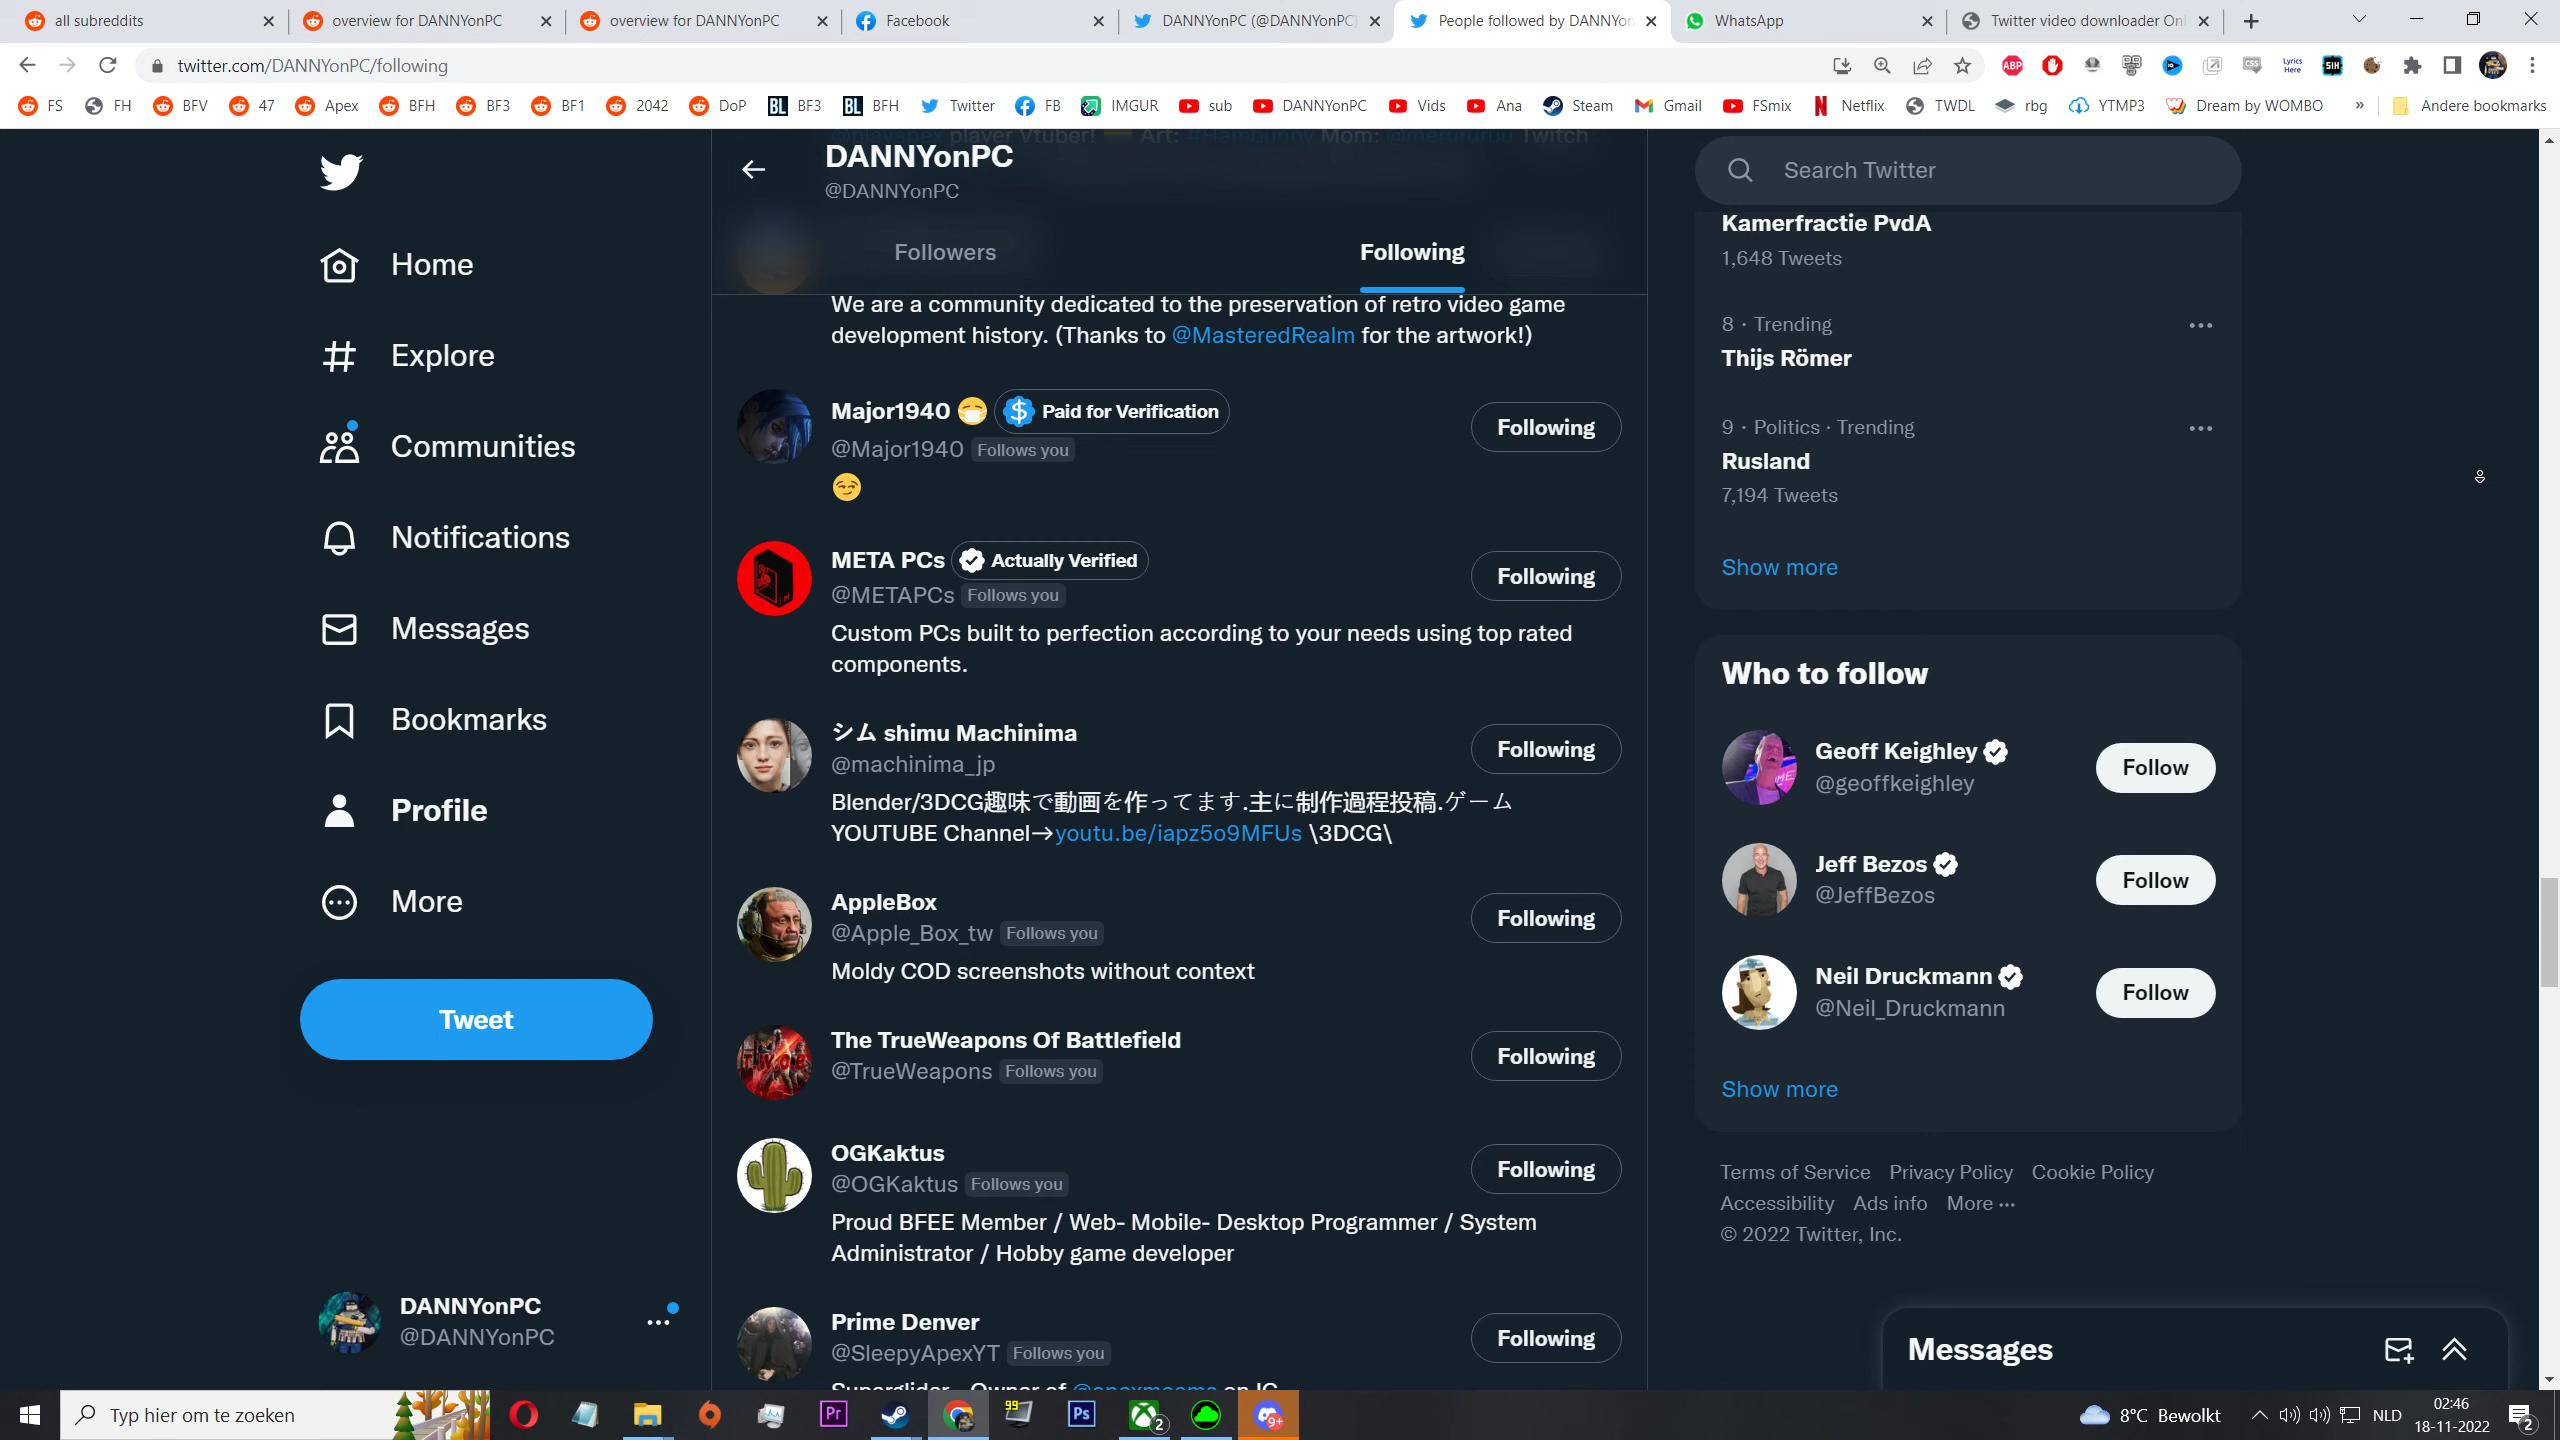 all subreddits
overview for DANNYonPC
overview for DANNYonPC
Facebook
DANNYonPC (@DANNYonPC)
People followed by DANNYon
WhatsApp
Twitter video downloader Onl
twitter.com/DANNYonPC/following
FS FH BFV 47 Apex BFH BF3 BF1 2042 DoP BF3 BFH Twitter FB IMGUR sub DANNYonPC Vids Ana Steam Gmail FSmix Netflix TWDL rbg YTMP3 Dream by WOMBO » Andere bookmarks
Home
Explore
Communities
Notifications
Messages
Bookmarks
Profile
More
Tweet
DANNYonPC
@DANNYonPC
DANNYonPC
@DANNYonPC
Followers Following
We are a community dedicated to the preservation of retro video game
development history. (Thanks to @MasteredRealm for the artwork!)
Major1940 😷 Paid for Verification
@Major1940 Follows you
Following
😏
META PCs Actually Verified
@METAPCs Follows you
Following
Custom PCs built to perfection according to your needs using top rated
components.
シム shimu Machinima
@machinima_jp
Following
Blender/3DCG趣味で動画を作ってます.主に制作過程投稿.ゲーム
YOUTUBE Channel→youtu.be/iapz5o9MFUs \3DCG\
AppleBox
@Apple_Box_tw Follows you
Following
Moldy COD screenshots without context
The TrueWeapons Of Battlefield
@TrueWeapons Follows you
Following
OGKaktus
@OGKaktus Follows you
Following
Proud BFEE Member / Web- Mobile- Desktop Programmer / System
Administrator / Hobby game developer
Prime Denver
@SleepyApexYT Follows you
Following
Search Twitter
Kamerfractie PvdA
1,648 Tweets
8 · Trending
Thijs Römer
9 · Politics · Trending
Rusland
7,194 Tweets
Show more
Who to follow
Geoff Keighley
@geoffkeighley
Follow
Jeff Bezos
@JeffBezos
Follow
Neil Druckmann
@Neil_Druckmann
Follow
Show more
Terms of Service Privacy Policy Cookie Policy
Accessibility Ads info More ···
© 2022 Twitter, Inc.
Messages
Typ hier om te zoeken
8°C Bewolkt
NLD
02:46
18-11-2022